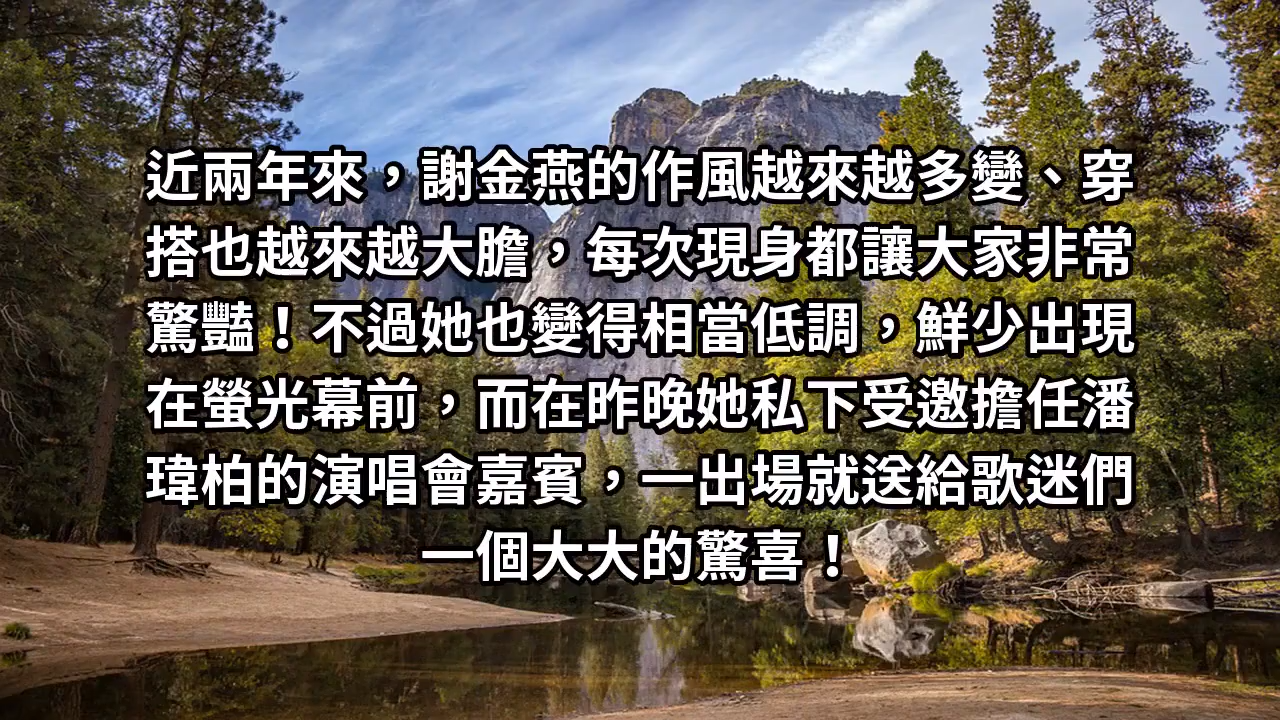 近兩年來，謝金燕的作風越來越多變、穿
搭也越來越大膽，每次現身都讓大家非常
驚豔！不過她也變得相當低調，鮮少出現
在螢光幕前，而在昨晚她私下受邀擔任潘
瑋柏的演唱會嘉賓，一出場就送給歌迷們
一個大大的驚喜！